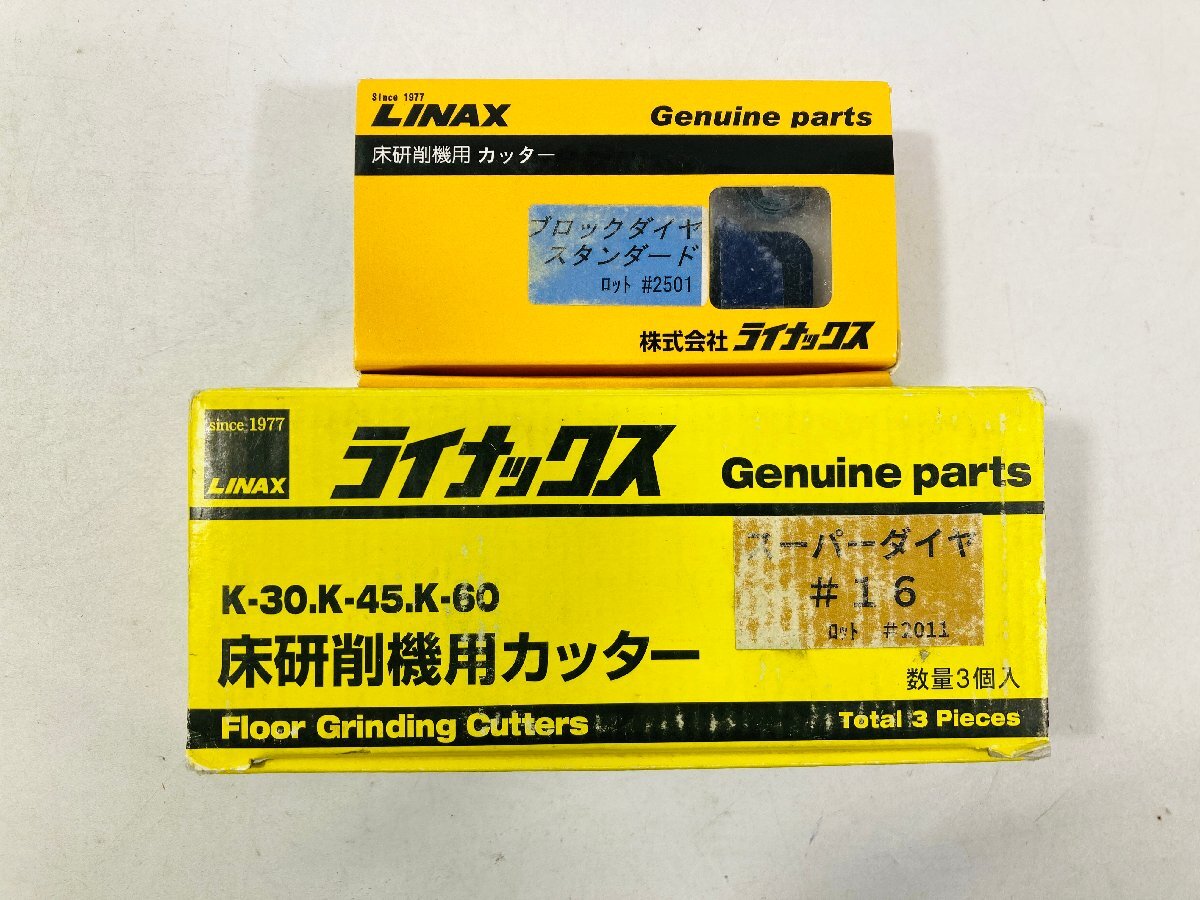 Since 1977
LINAX
Genuine parts
床研削機用 カッター
ブロックダイヤ
スタンダード
ロット #2501
株式会社 ライナックス
since 1977
LINAX
ライナックス
Genuine parts
スーパーダイヤ
#16
ロット #2011
K-30.K-45.K-60
床研削機用カッター
数量3個入
Floor Grinding Cutters
Total 3 Pieces